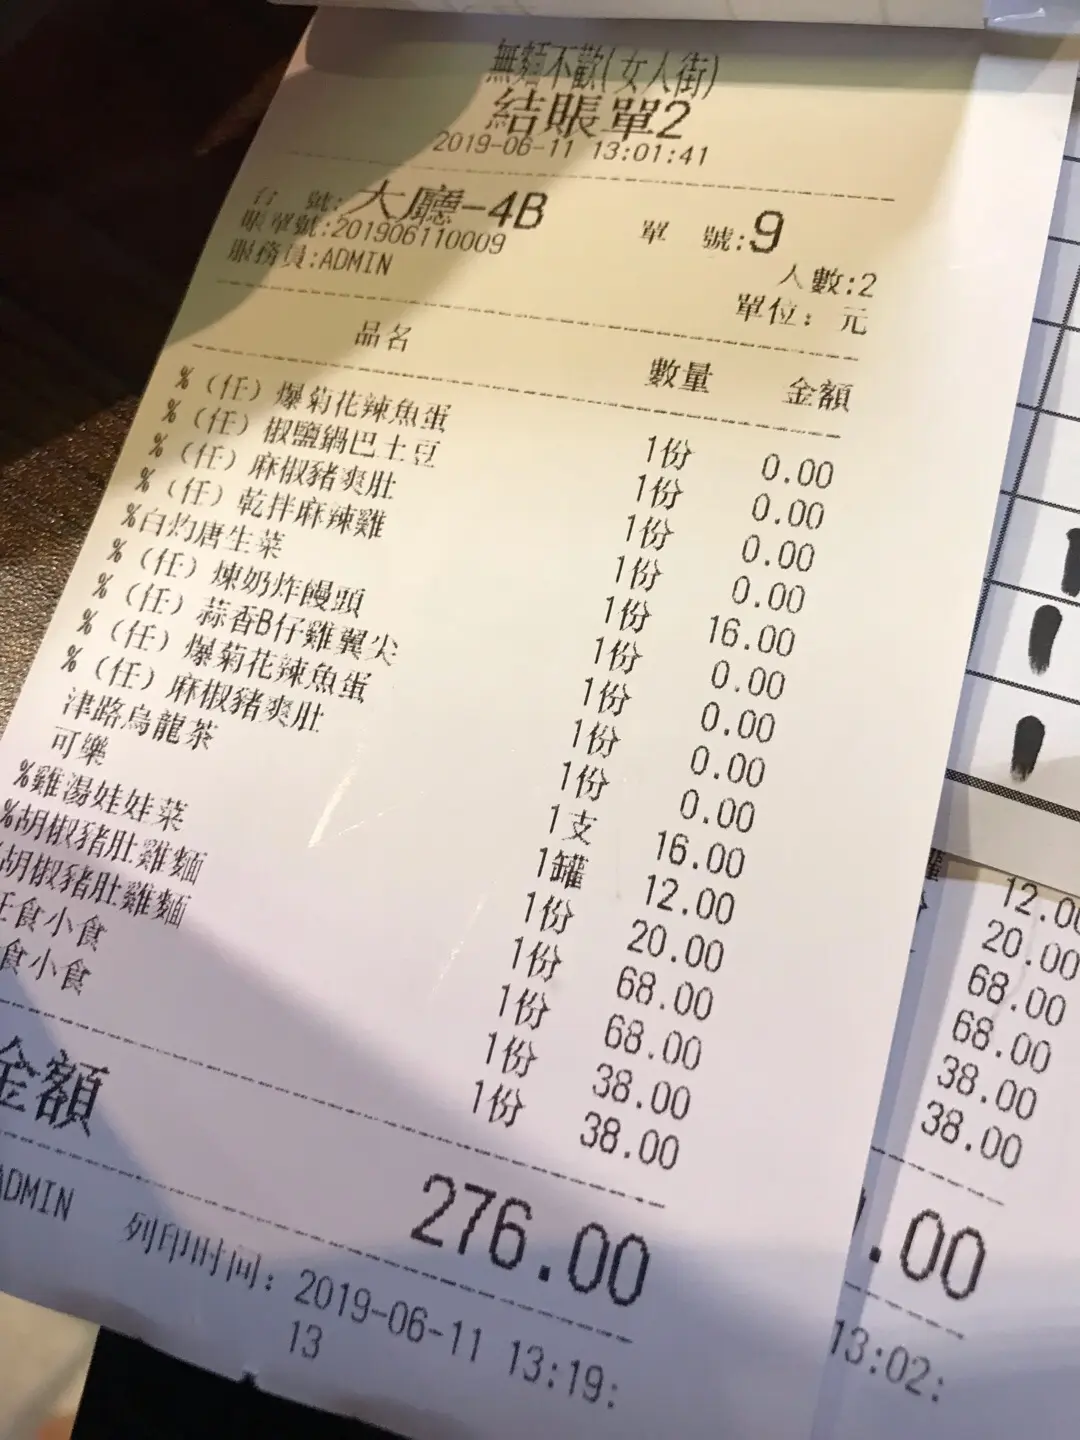 無麵不歡(女人街)
結賬單2
2019-06-11 13:01:41
台 號: 大廳-4B 單 號:9
賬單號:201906110009 人數:2
服務員:ADMIN 單位: 元
品名 數量 金額
% (任) 爆菊花辣魚蛋 1份 0.00
% (任) 椒鹽鍋巴土豆 1份 0.00
% (任) 麻椒豬爽肚 1份 0.00
% (任) 乾拌麻辣雞 1份 0.00
%白灼唐生菜 1份 16.00
% (任) 煉奶炸饅頭 1份 0.00
% (任) 蒜香B仔雞翼尖 1份 0.00
% (任) 爆菊花辣魚蛋 1份 0.00
% (任) 麻椒豬爽肚 1份 0.00
津路烏龍茶 1支 16.00
可樂 1罐 12.00
%雞湯娃娃菜 1份 20.00
%胡椒豬肚雞麵 1份 68.00
胡椒豬肚雞麵 1份 68.00
任食小食 1份 38.00
食小食 1份 38.00
金額 276.00
ADMIN 列印时间: 2019-06-11 13:19:
13
12.00
20.00
68.00
68.00
38.00
38.00
.00
13:02: